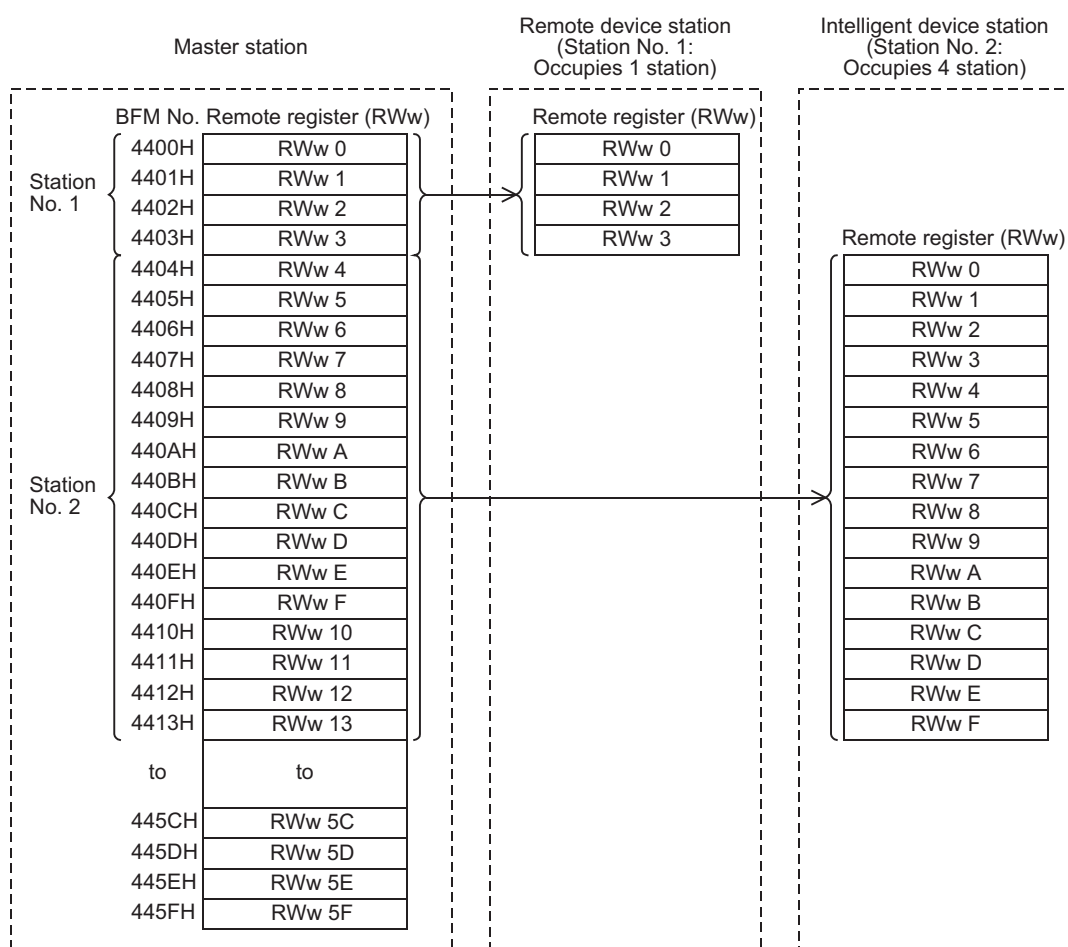 Master station
Remote device station
(Station No. 1:
Occupies 1 station)
Intelligent device station
(Station No. 2:
Occupies 4 station)
BFM No. Remote register (RWw)
Station
No. 1
4400H RWw 0
4401H RWw 1
4402H RWw 2
4403H RWw 3
Station
No. 2
4404H RWw 4
4405H RWw 5
4406H RWw 6
4407H RWw 7
4408H RWw 8
4409H RWw 9
440AH RWw A
440BH RWw B
440CH RWw C
440DH RWw D
440EH RWw E
440FH RWw F
4410H RWw 10
4411H RWw 11
4412H RWw 12
4413H RWw 13
to to
445CH RWw 5C
445DH RWw 5D
445EH RWw 5E
445FH RWw 5F
Remote register (RWw)
RWw 0
RWw 1
RWw 2
RWw 3
Remote register (RWw)
RWw 0
RWw 1
RWw 2
RWw 3
RWw 4
RWw 5
RWw 6
RWw 7
RWw 8
RWw 9
RWw A
RWw B
RWw C
RWw D
RWw E
RWw F